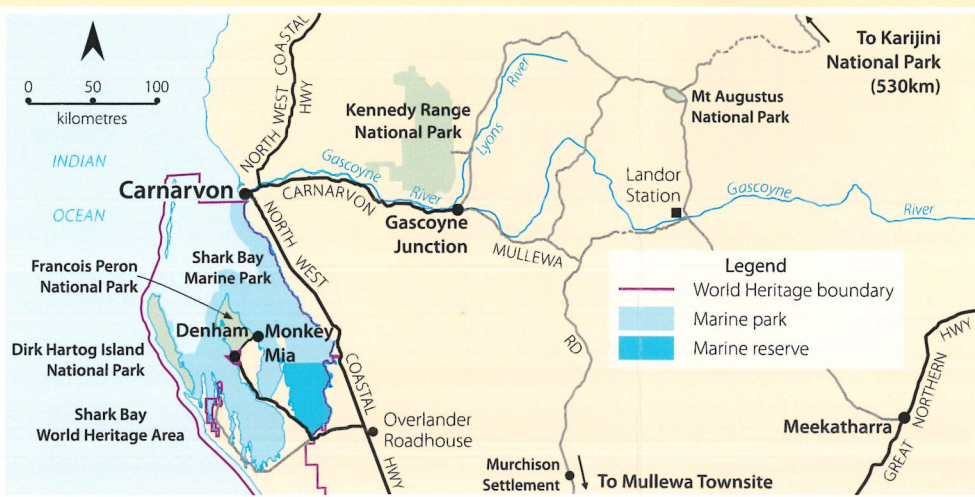 0 50 100
kilometres
INDIAN
OCEAN
NORTH WEST COASTAL
HWY
Kennedy Range
National Park
Lyons
River
To Karijini
National Park
(530km)
Mt Augustus
National Park
Carnarvon
Gascoyne
River
CARNARVON
MULLEWA
RD
Gascoyne
Junction
Landor
Station
Gascoyne
River
NORTH WEST
COASTAL
HWY
Shark Bay
Marine Park
Francois Peron
National Park
Denham
Monkey
Mia
Dirk Hartog Island
National Park
Shark Bay
World Heritage Area
Overlander
Roadhouse
Legend
World Heritage boundary
Marine park
Marine reserve
Murchison
Settlement
To Mullewa Townsite
Meekatharra
GREAT NORTHERN
HWY